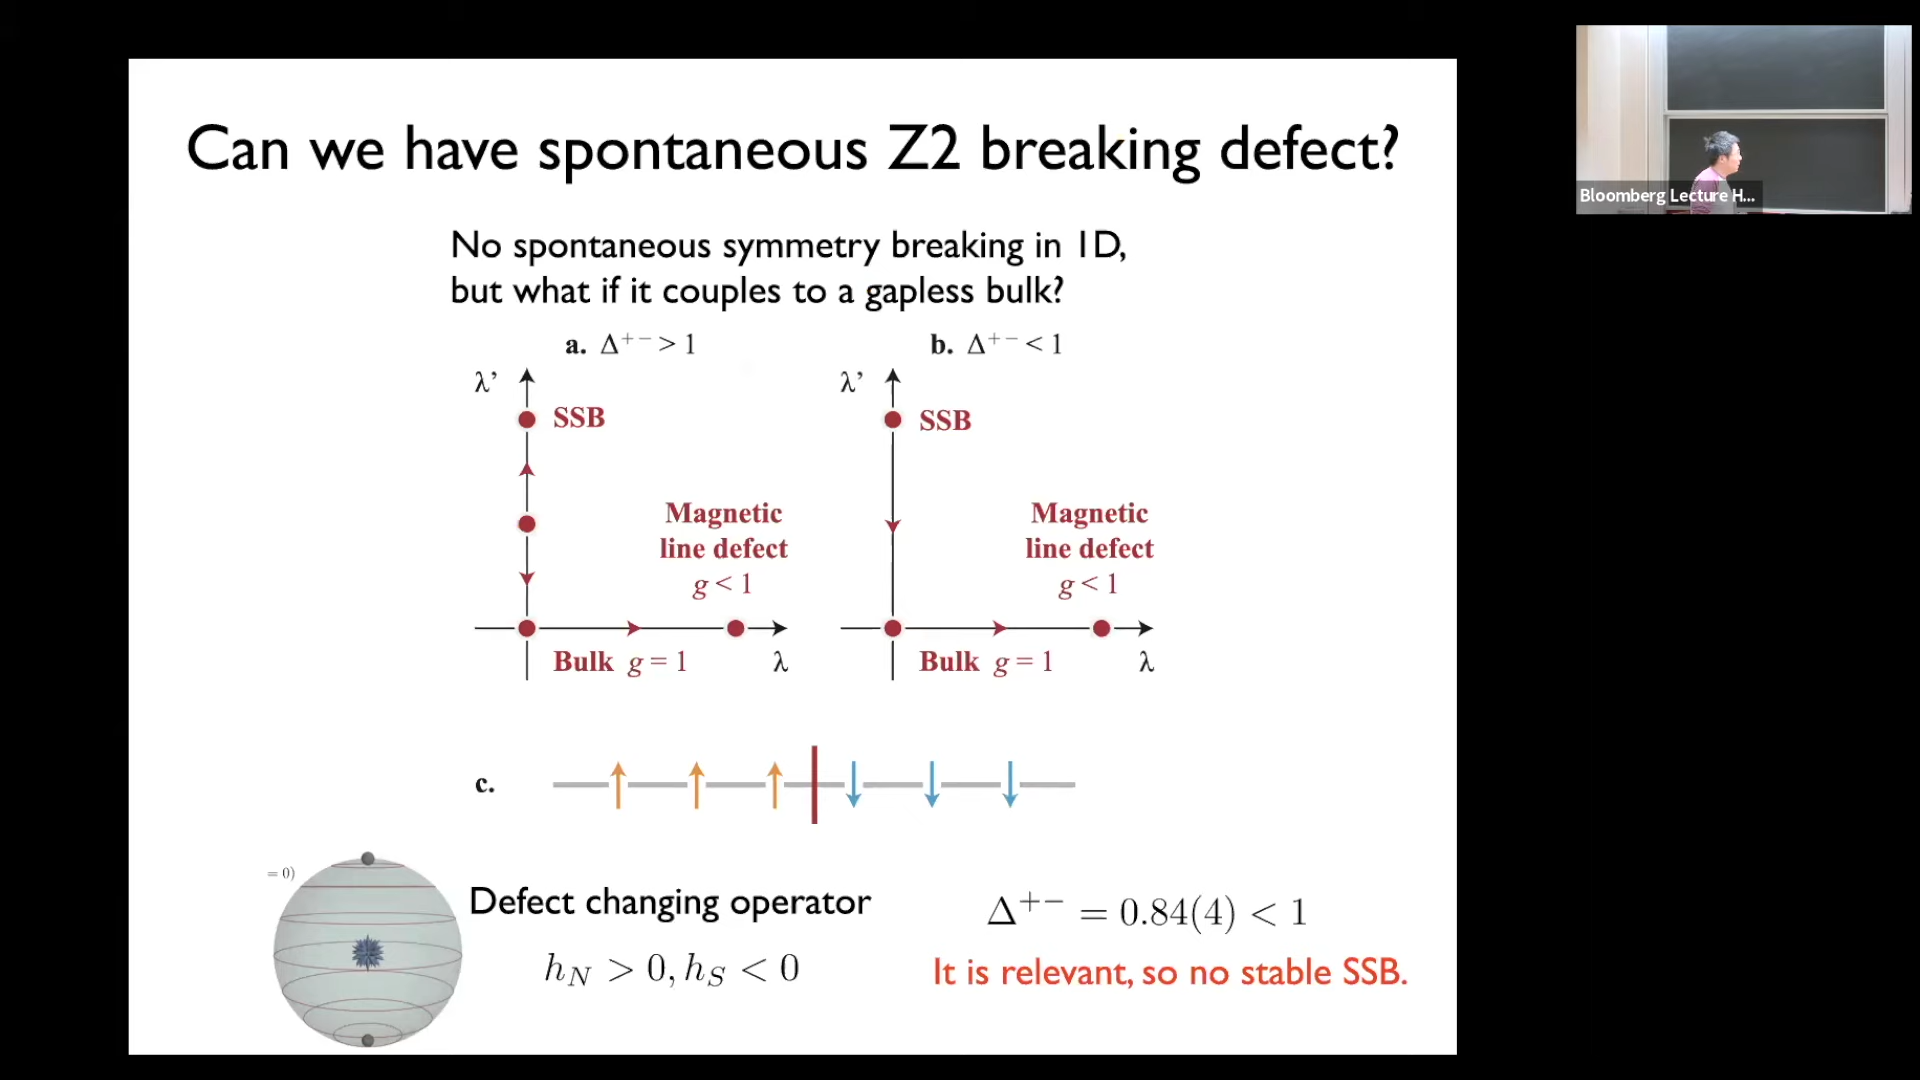 Can we have spontaneous Z2 breaking defect?
No spontaneous symmetry breaking in 1D,
but what if it couples to a gapless bulk?
a. Δ⁺⁻ > 1
b. Δ⁺⁻ < 1
λ’
λ’
SSB
SSB
Magnetic
line defect
g < 1
Magnetic
line defect
g < 1
Bulk g = 1
λ
Bulk g = 1
λ
c.
= 0)
Defect changing operator
h_N > 0, h_S < 0
Δ⁺⁻ = 0.84(4) < 1
It is relevant, so no stable SSB.
Bloomberg Lecture H...